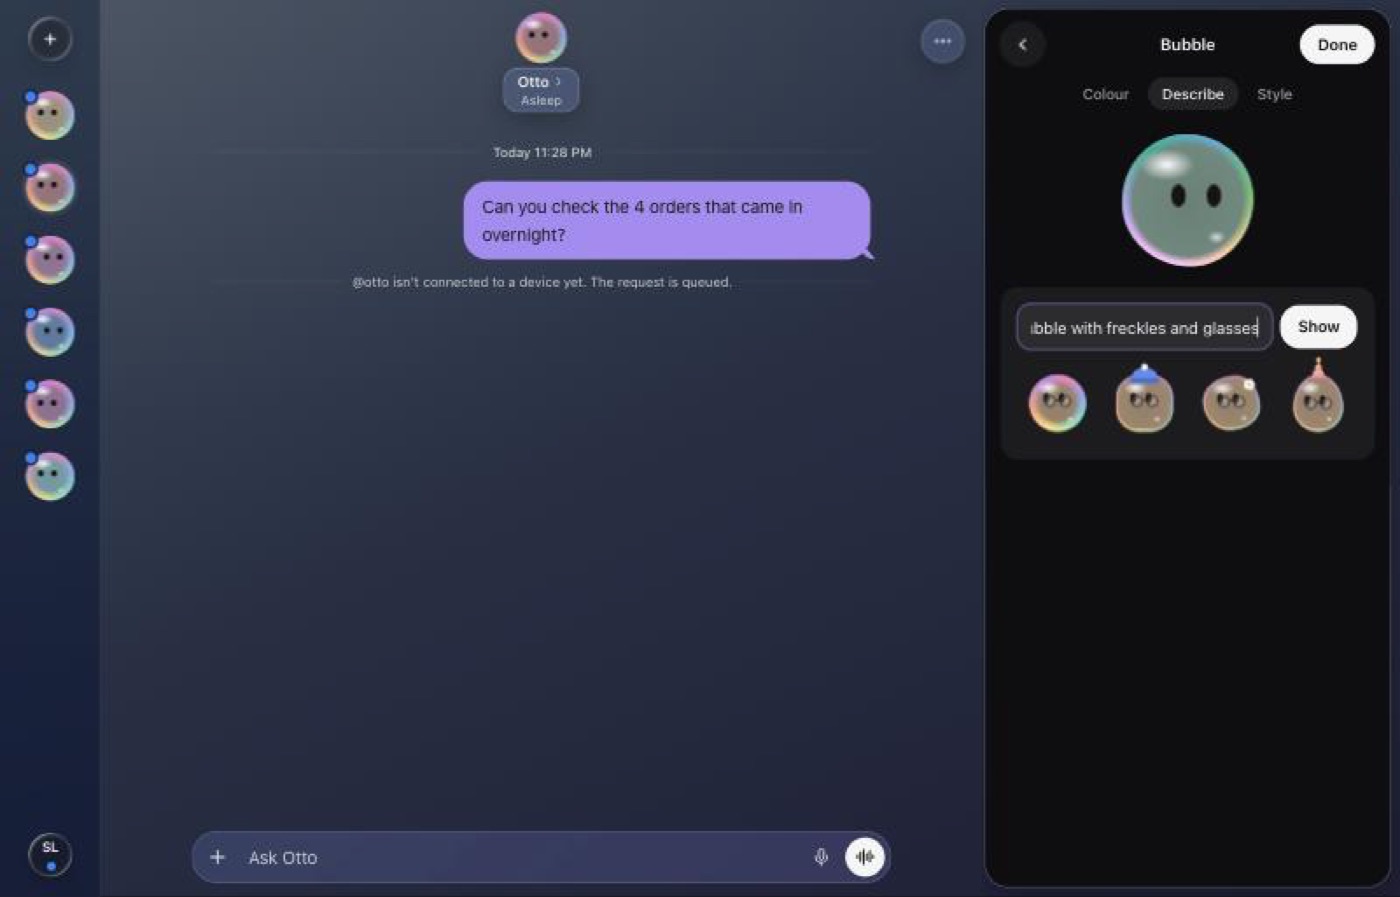 Otto
Asleep
Today 11:28 PM
Can you check the 4 orders that came in
overnight?
@otto isn't connected to a device yet. The request is queued.
SL
Ask Otto
Bubble
Done
Colour
Describe
Style
bble with freckles and glasses
Show